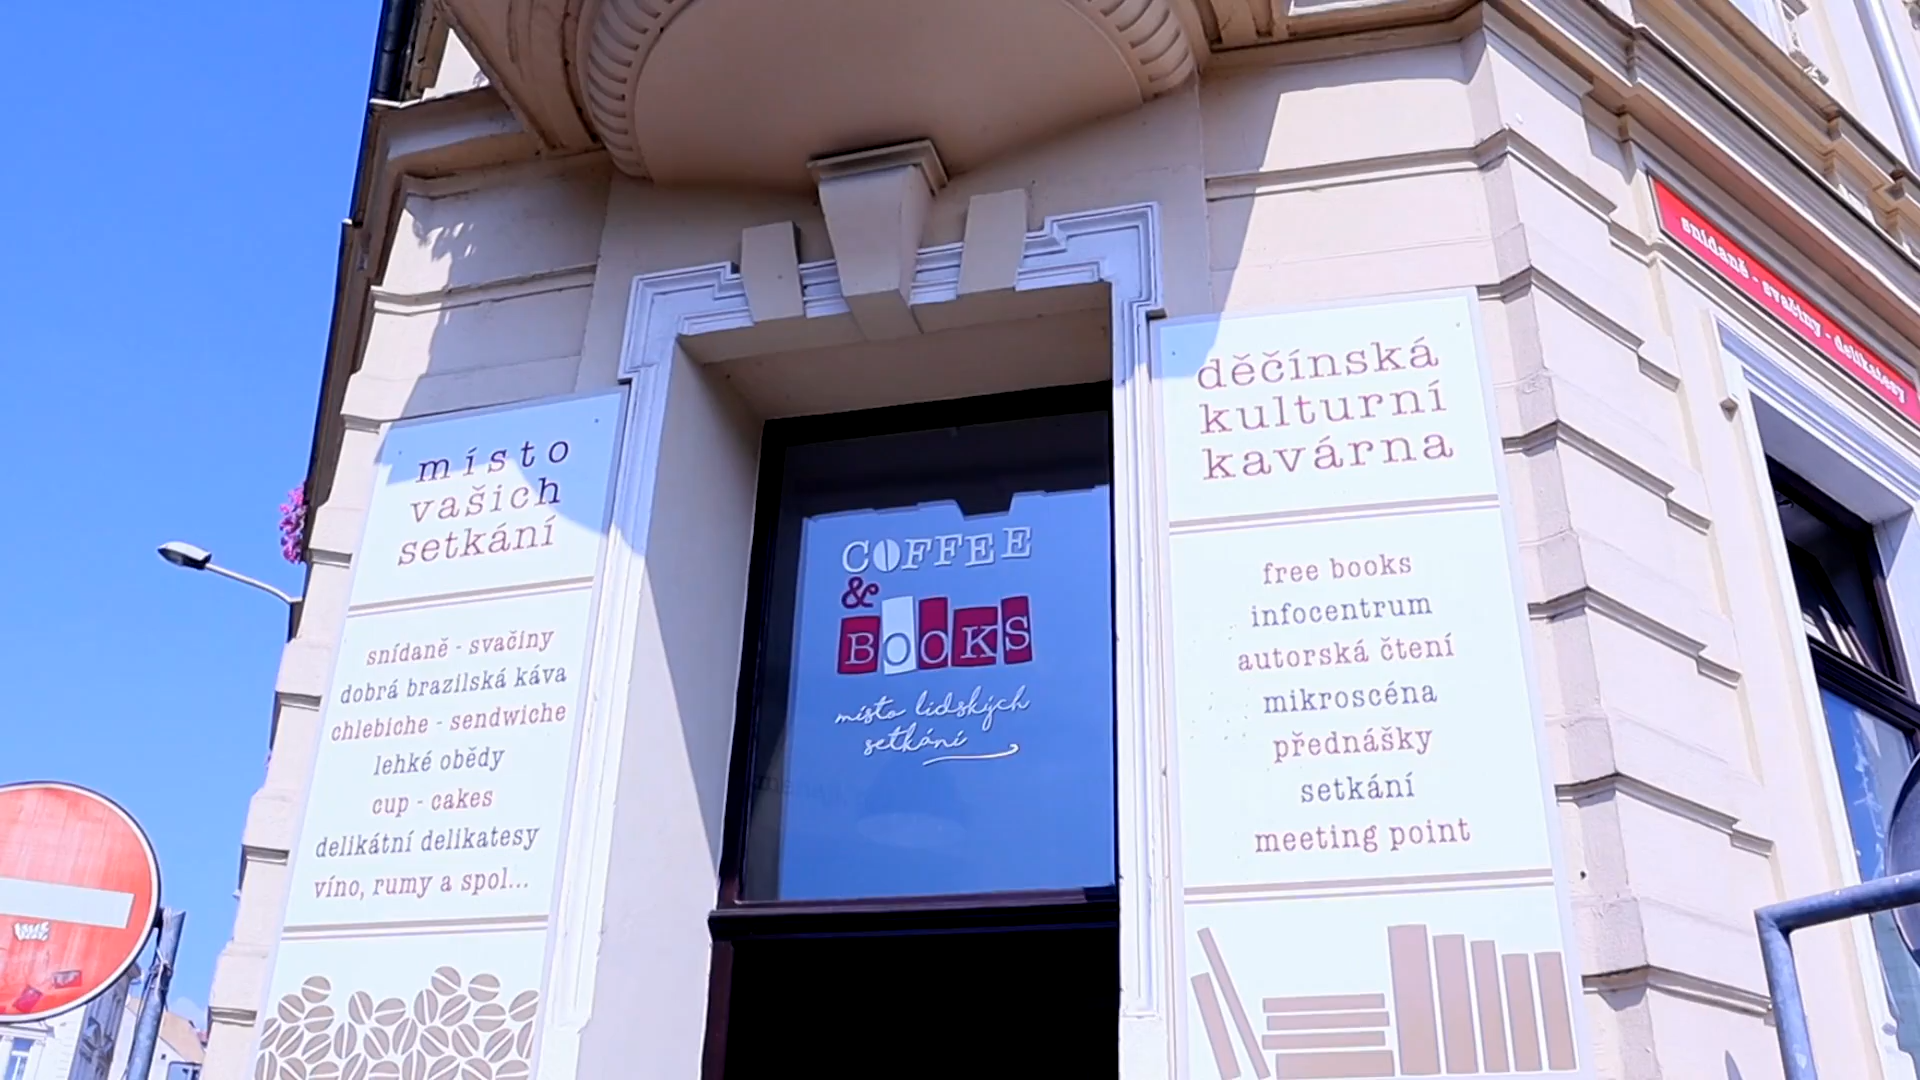 místo
vašich
setkání
snídaně - svačiny
dobrá brazilská káva
chlebiche - sendwiche
lehké obědy
cup - cakes
delikátní delikatesy
víno, rumy a spol...
COFFEE
&
BOOKS
místo lidských
setkání
děčínská
kulturní
kavárna
free books
infocentrum
autorská čtení
mikroscéna
přednášky
setkání
meeting point
snídaně - svačiny - delikatesy